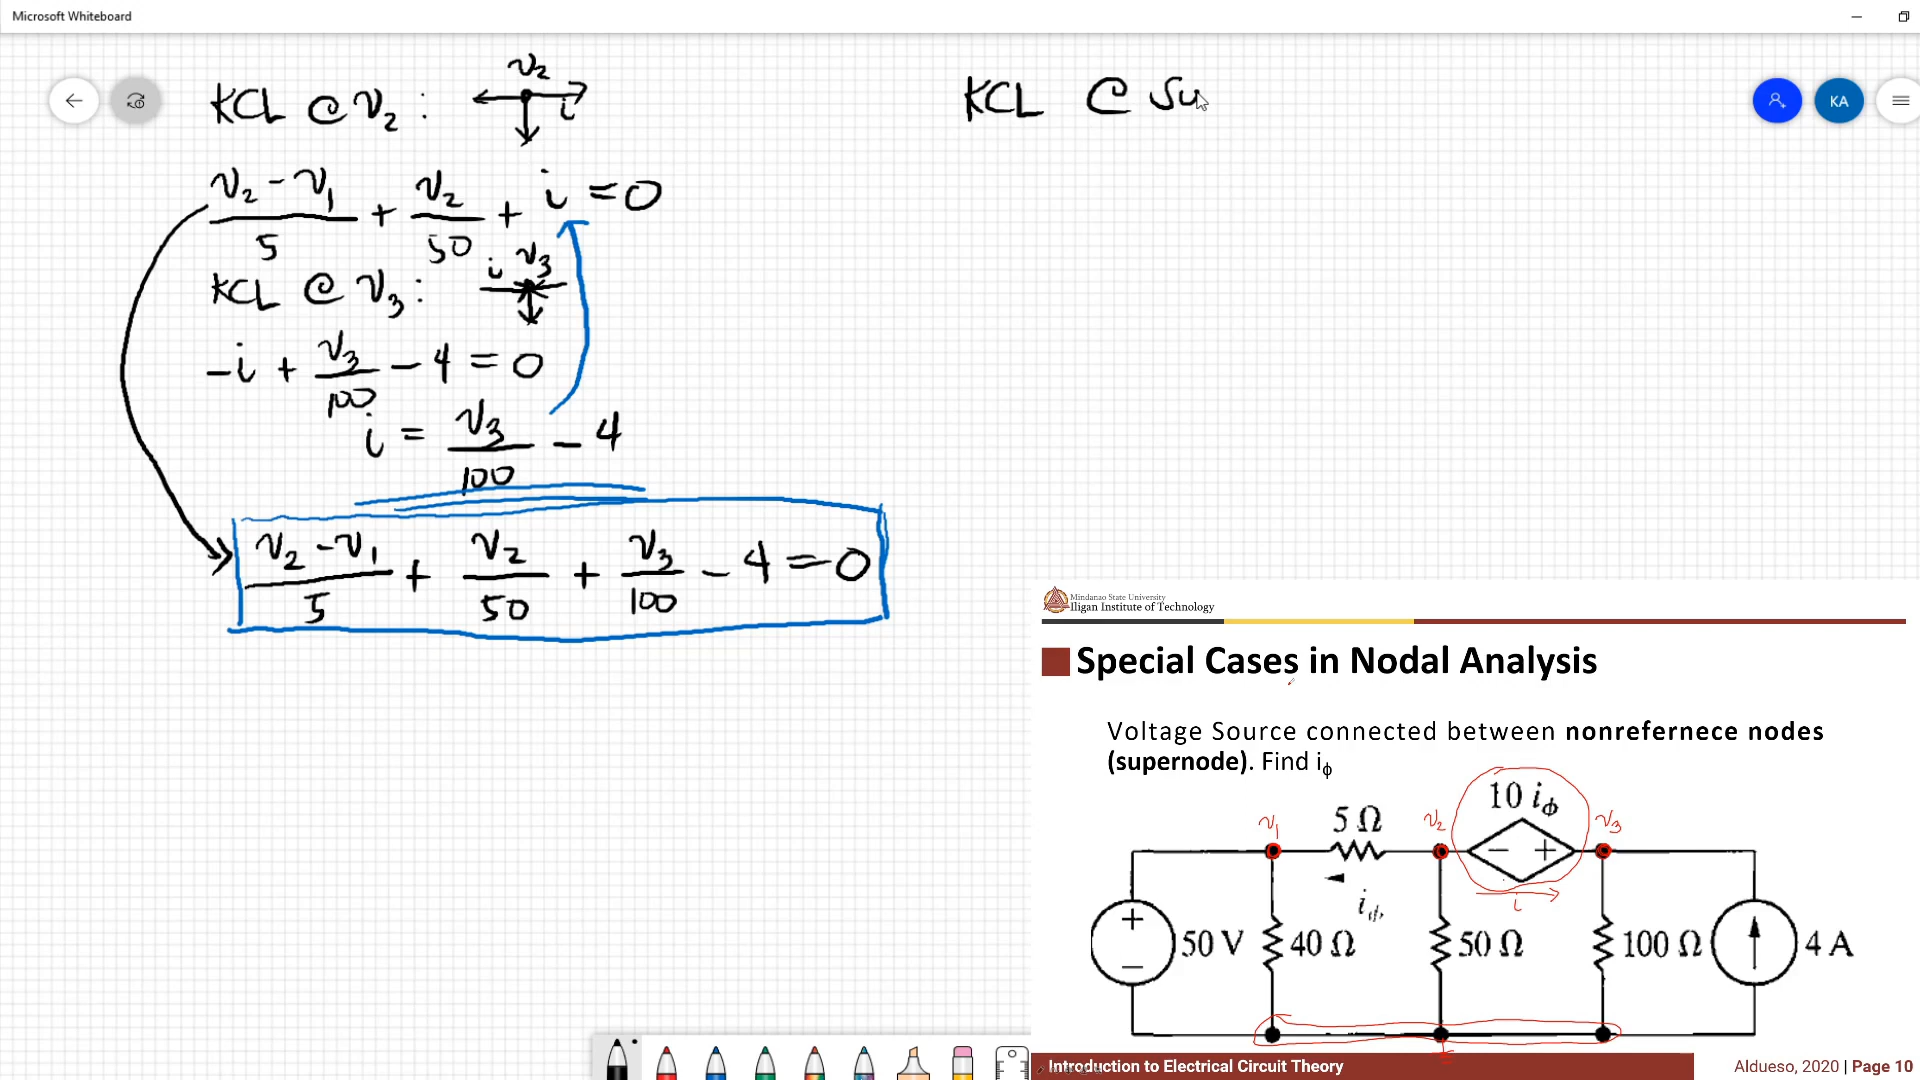 Microsoft Whiteboard
KCL @ v2 :
v2
i
v2 - v1 / 5 + v2 / 50 + i = 0
KCL @ v3 :
i v3
-i + v3 / 100 - 4 = 0
i = v3 / 100 - 4
v2 - v1 / 5 + v2 / 50 + v3 / 100 - 4 = 0
KCL @ Su
KA
Mindanao State University
Iligan Institute of Technology
Special Cases in Nodal Analysis
Voltage Source connected between nonrefernece nodes
(supernode). Find iϕ
10 iϕ
v1 5 Ω v2 v3
− +
iϕ
i
+
−
50 V 40 Ω 50 Ω 100 Ω 4 A
Introduction to Electrical Circuit Theory
Aldueso, 2020 | Page 10